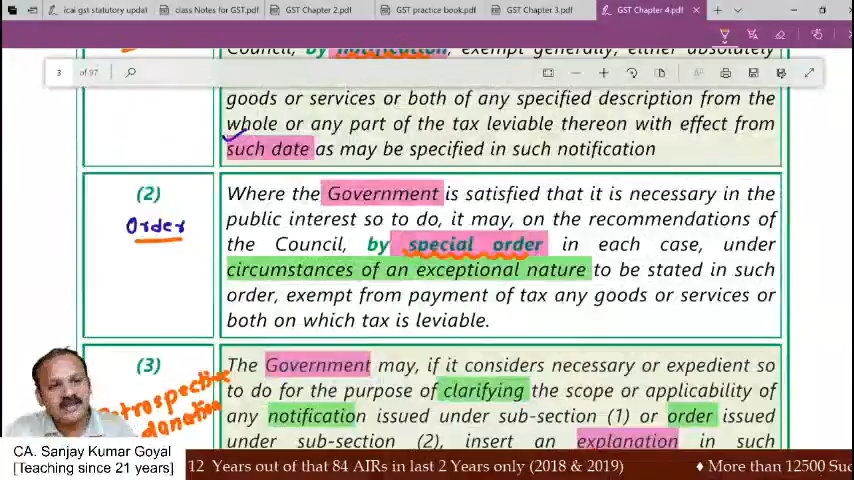 icai gst statutory updat
class Notes for GST.pdf
GST Chapter 2.pdf
GST practice book.pdf
GST Chapter 3.pdf
GST Chapter 4.pdf
Council, by notification, exempt generally, either absolutely
3 of 97
goods or services or both of any specified description from the
whole or any part of the tax leviable thereon with effect from
such date as may be specified in such notification
(2)
Order
Where the Government is satisfied that it is necessary in the
public interest so to do, it may, on the recommendations of
the Council, by special order in each case, under
circumstances of an exceptional nature to be stated in such
order, exempt from payment of tax any goods or services or
both on which tax is leviable.
(3)
Retrospective
The Government may, if it considers necessary or expedient so
to do for the purpose of clarifying the scope or applicability of
any notification issued under sub-section (1) or order issued
under sub-section (2), insert an explanation in such
CA. Sanjay Kumar Goyal
[Teaching since 21 years]
12 Years out of that 84 AIRs in last 2 Years only (2018 & 2019)
♦ More than 12500 Suc